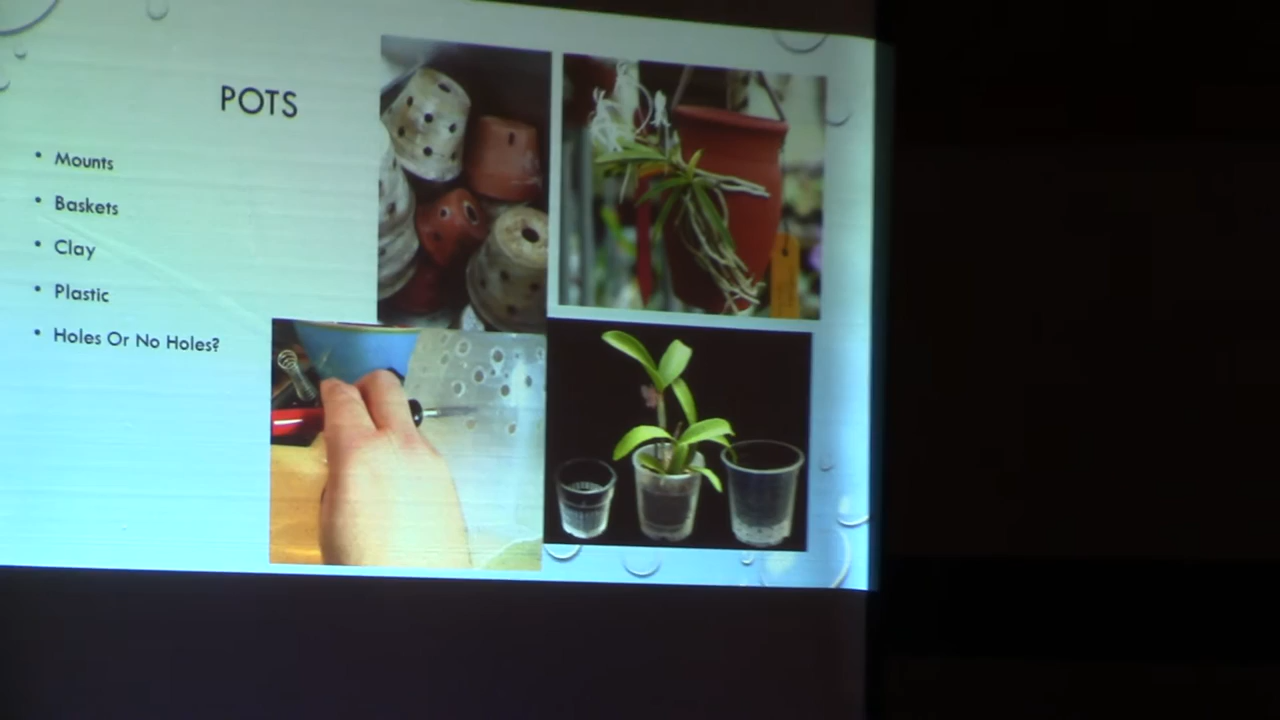 POTS
• Mounts
• Baskets
• Clay
• Plastic
• Holes Or No Holes?